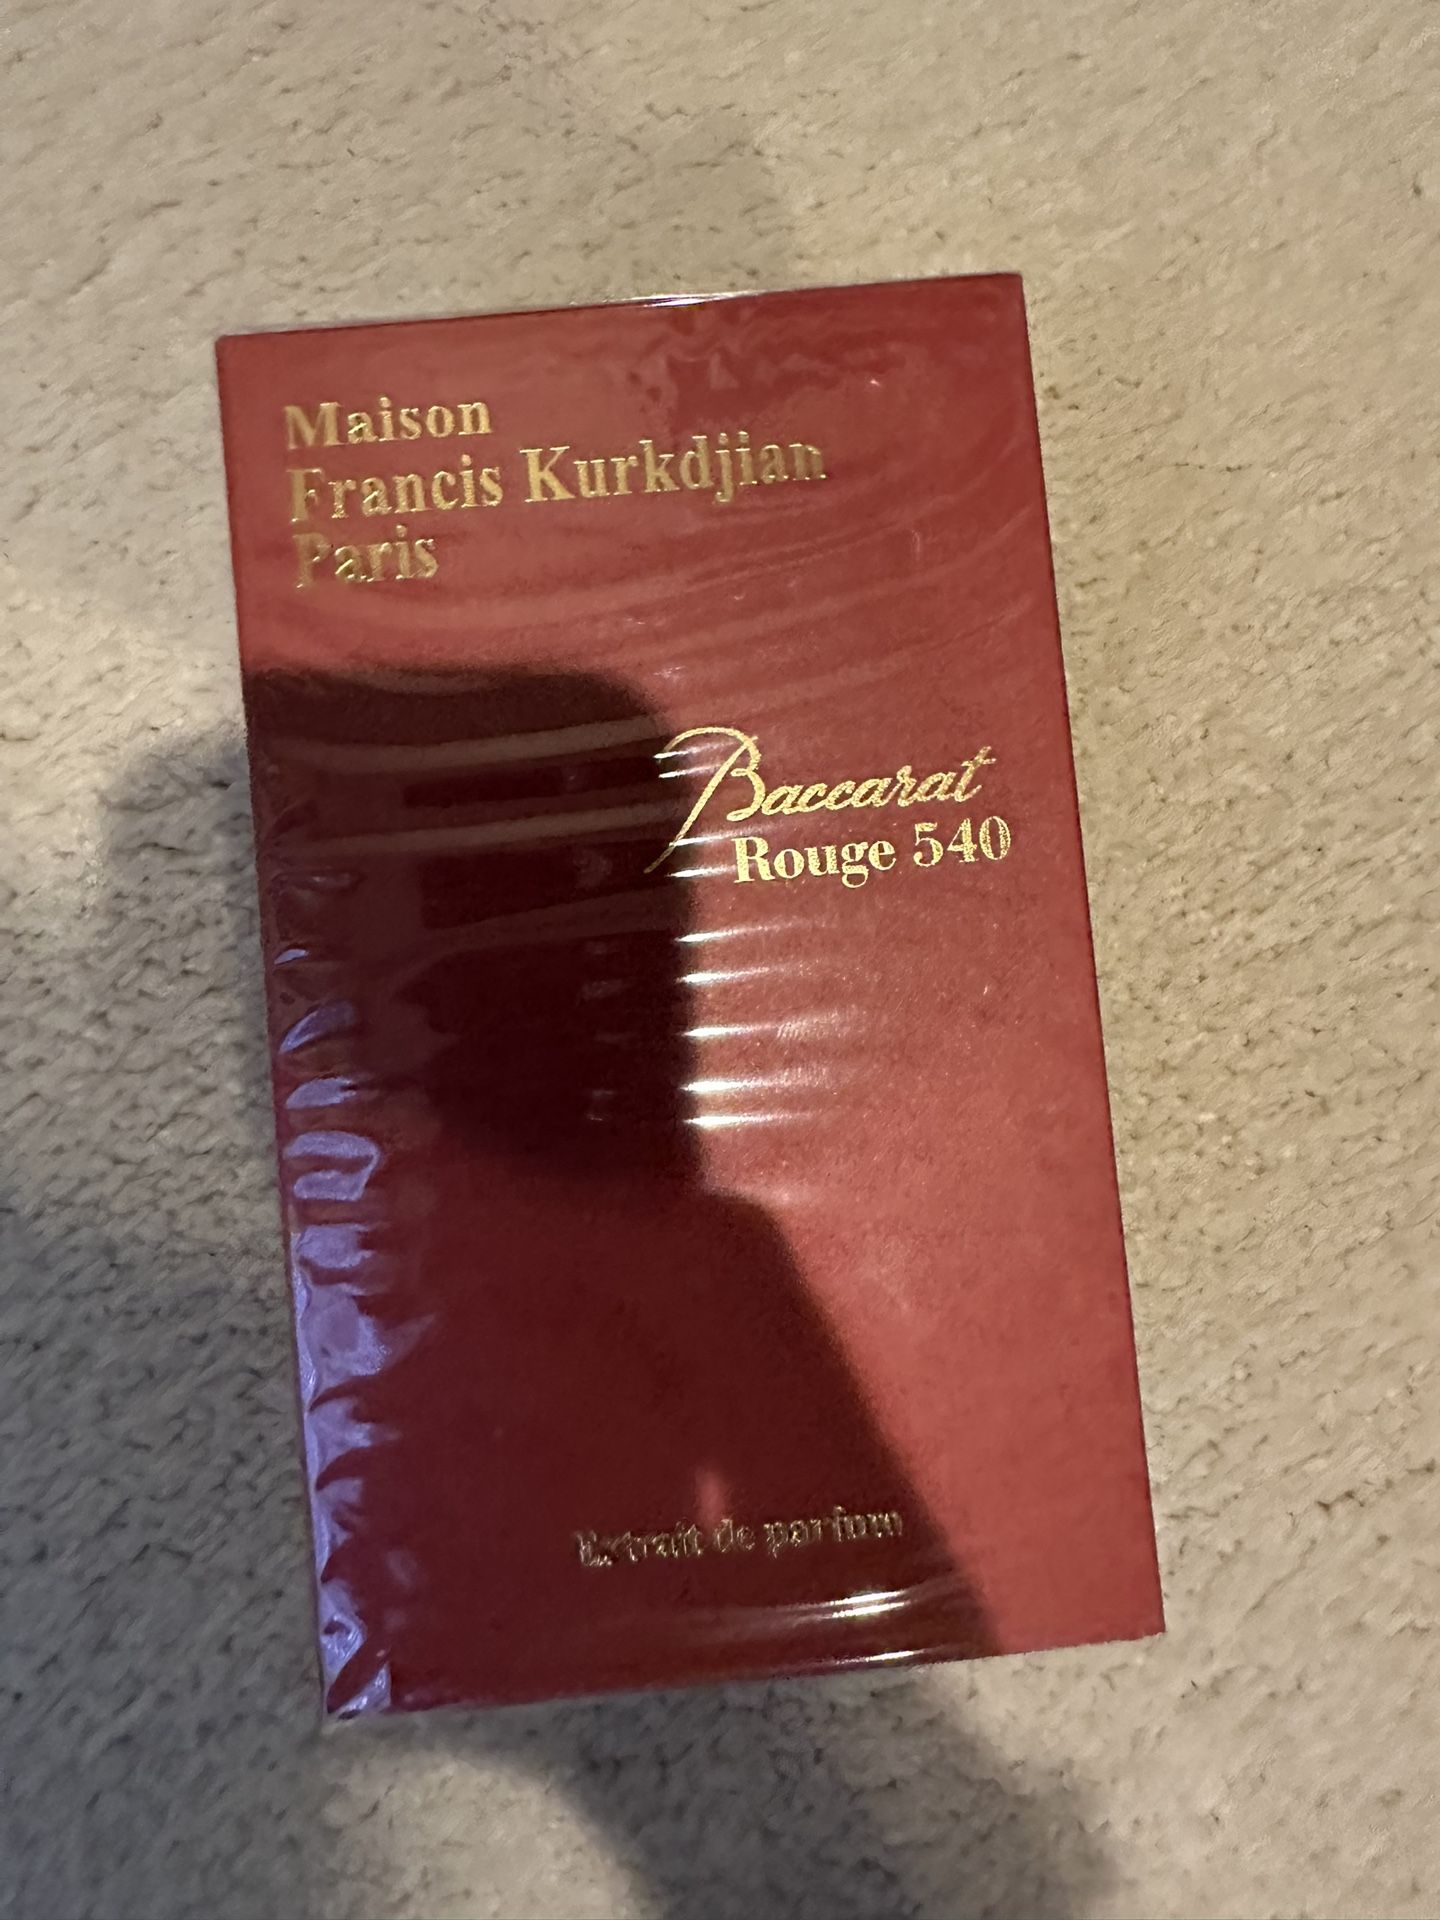 Maison
Francis Kurkdjian
Paris
Baccarat
Rouge 540
Extrait de parfum